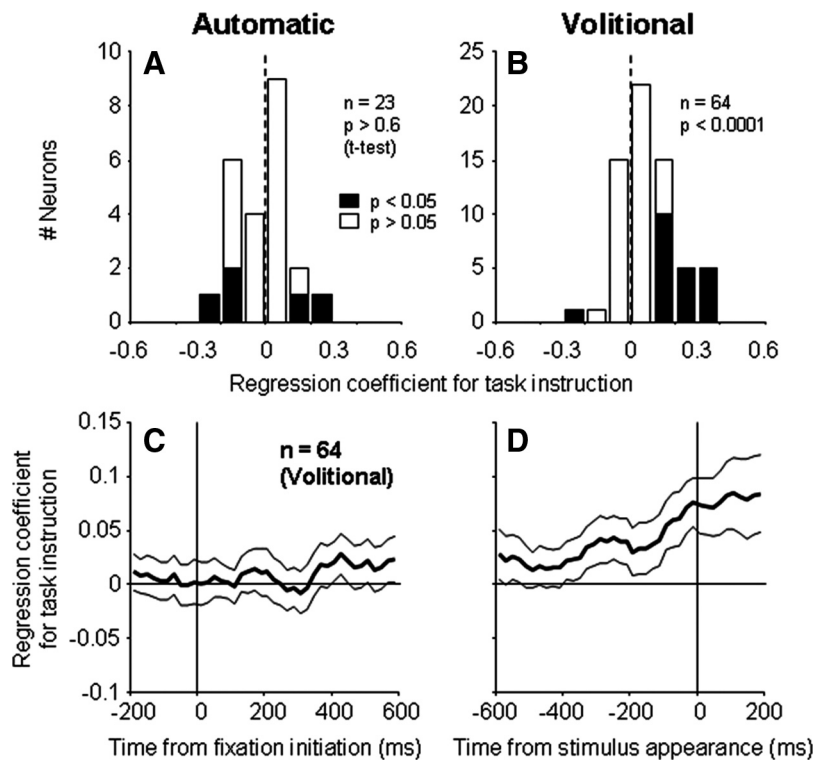 Automatic
Volitional
A
B
10
8
6
4
2
0
# Neurons
n = 23
p > 0.6
(t-test)
p < 0.05
p > 0.05
25
20
15
10
5
0
n = 64
p < 0.0001
-0.6 -0.3 0 0.3 0.6
-0.6 -0.3 0 0.3 0.6
Regression coefficient for task instruction
C
D
0.15
0.1
0.05
0
-0.05
-0.1
Regression coefficient
for task instruction
n = 64
(Volitional)
-200 0 200 400 600
-600 -400 -200 0 200
Time from fixation initiation (ms)
Time from stimulus appearance (ms)